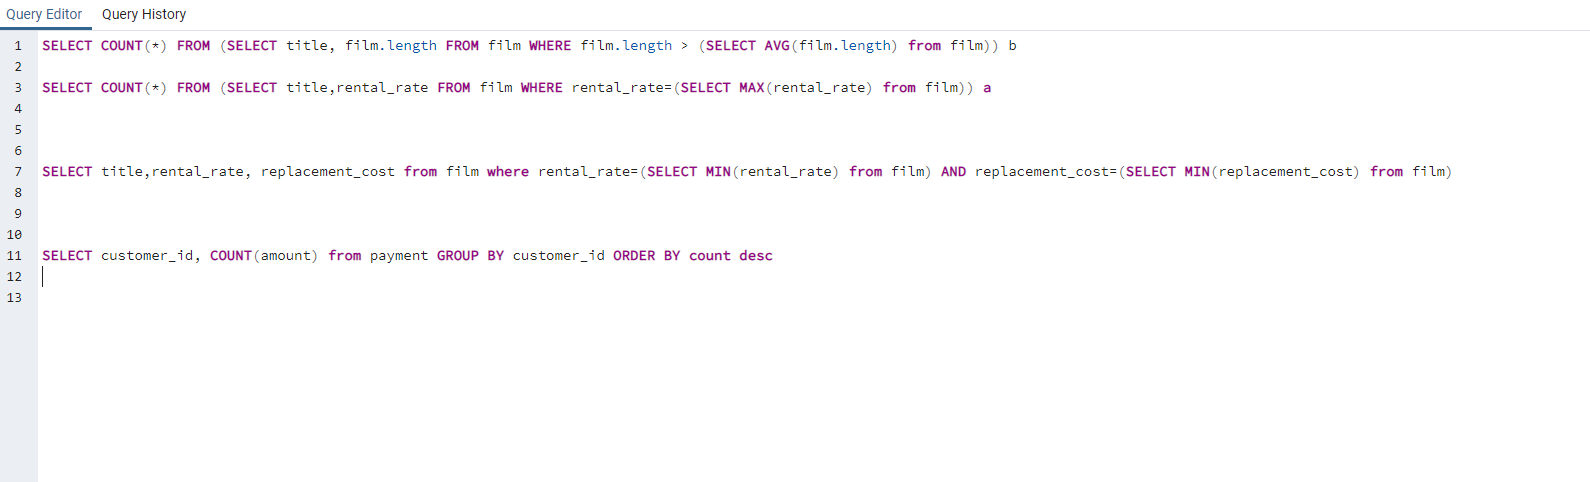 Query Editor Query History
1 SELECT COUNT(*) FROM (SELECT title, film.length FROM film WHERE film.length > (SELECT AVG(film.length) from film)) b
2
3 SELECT COUNT(*) FROM (SELECT title,rental_rate FROM film WHERE rental_rate=(SELECT MAX(rental_rate) from film)) a
4
5
6
7 SELECT title,rental_rate, replacement_cost from film where rental_rate=(SELECT MIN(rental_rate) from film) AND replacement_cost=(SELECT MIN(replacement_cost) from film)
8
9
10
11 SELECT customer_id, COUNT(amount) from payment GROUP BY customer_id ORDER BY count desc
12
13